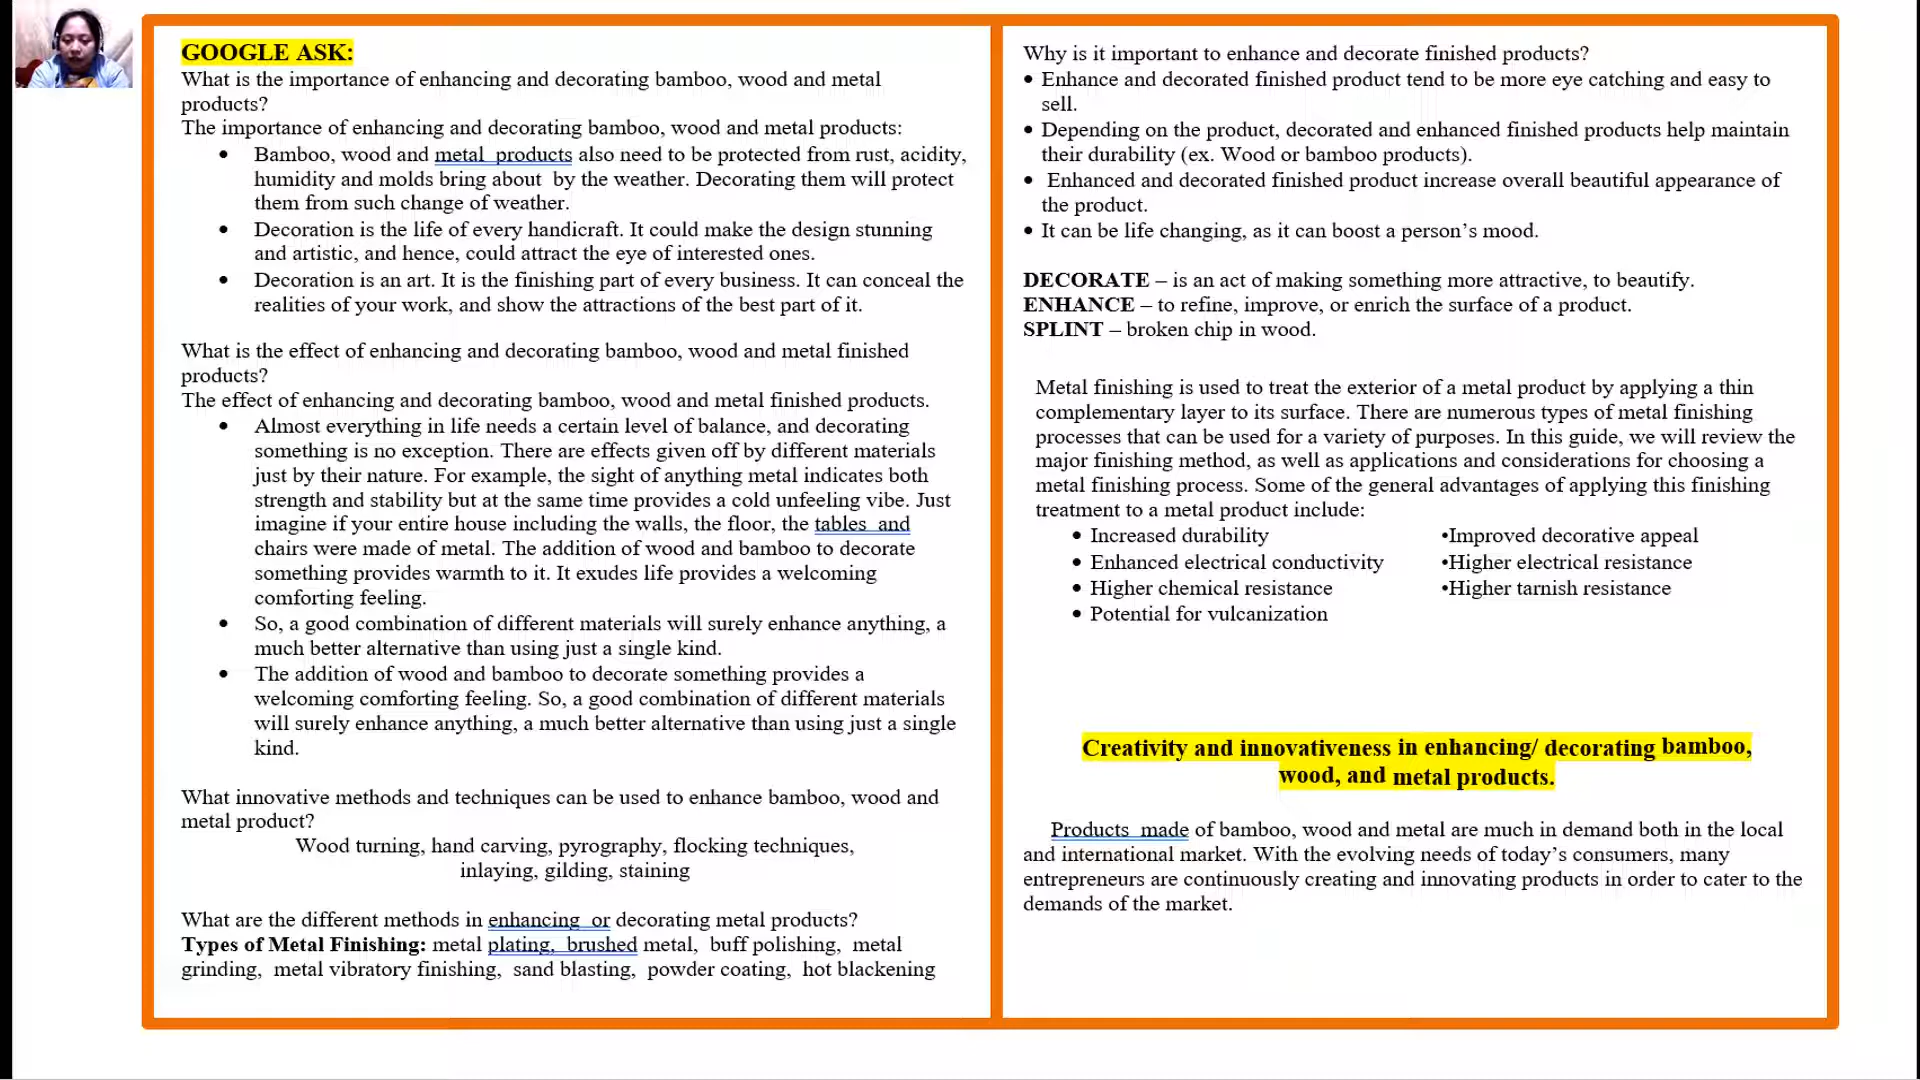 GOOGLE ASK:
What is the importance of enhancing and decorating bamboo, wood and metal
products?
The importance of enhancing and decorating bamboo, wood and metal products:
• Bamboo, wood and metal  products also need to be protected from rust, acidity,
humidity and molds bring about  by the weather. Decorating them will protect
them from such change of weather.
• Decoration is the life of every handicraft. It could make the design stunning
and artistic, and hence, could attract the eye of interested ones.
• Decoration is an art. It is the finishing part of every business. It can conceal the
realities of your work, and show the attractions of the best part of it.
What is the effect of enhancing and decorating bamboo, wood and metal finished
products?
The effect of enhancing and decorating bamboo, wood and metal finished products.
• Almost everything in life needs a certain level of balance, and decorating
something is no exception. There are effects given off by different materials
just by their nature. For example, the sight of anything metal indicates both
strength and stability but at the same time provides a cold unfeeling vibe. Just
imagine if your entire house including the walls, the floor, the tables  and
chairs were made of metal. The addition of wood and bamboo to decorate
something provides warmth to it. It exudes life provides a welcoming
comforting feeling.
• So, a good combination of different materials will surely enhance anything, a
much better alternative than using just a single kind.
• The addition of wood and bamboo to decorate something provides a
welcoming comforting feeling. So, a good combination of different materials
will surely enhance anything, a much better alternative than using just a single
kind.
What innovative methods and techniques can be used to enhance bamboo, wood and
metal product?
Wood turning, hand carving, pyrography, flocking techniques,
inlaying, gilding, staining
What are the different methods in enhancing  or decorating metal products?
Types of Metal Finishing: metal plating,  brushed metal,  buff polishing,  metal
grinding,  metal vibratory finishing,  sand blasting,  powder coating,  hot blackening
Why is it important to enhance and decorate finished products?
• Enhance and decorated finished product tend to be more eye catching and easy to
sell.
• Depending on the product, decorated and enhanced finished products help maintain
their durability (ex. Wood or bamboo products).
• Enhanced and decorated finished product increase overall beautiful appearance of
the product.
• It can be life changing, as it can boost a person’s mood.
DECORATE – is an act of making something more attractive, to beautify.
ENHANCE – to refine, improve, or enrich the surface of a product.
SPLINT – broken chip in wood.
Metal finishing is used to treat the exterior of a metal product by applying a thin
complementary layer to its surface. There are numerous types of metal finishing
processes that can be used for a variety of purposes. In this guide, we will review the
major finishing method, as well as applications and considerations for choosing a
metal finishing process. Some of the general advantages of applying this finishing
treatment to a metal product include:
• Increased durability •Improved decorative appeal
• Enhanced electrical conductivity •Higher electrical resistance
• Higher chemical resistance •Higher tarnish resistance
• Potential for vulcanization
Creativity and innovativeness in enhancing/ decorating bamboo,
wood, and metal products.
Products  made of bamboo, wood and metal are much in demand both in the local
and international market. With the evolving needs of today’s consumers, many
entrepreneurs are continuously creating and innovating products in order to cater to the
demands of the market.